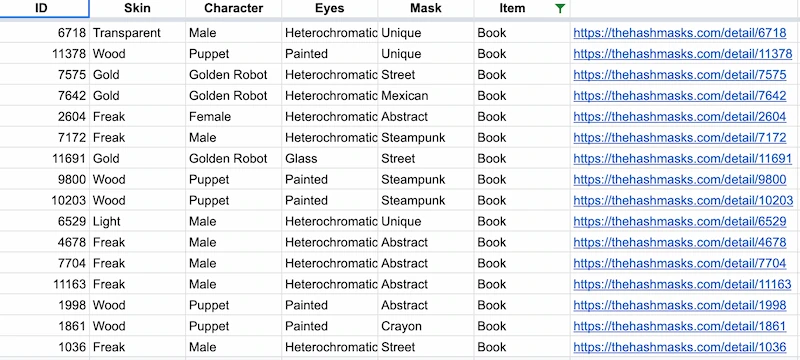 ID Skin Character Eyes Mask Item
6718 Transparent Male Heterochromatic Unique Book https://thehashmasks.com/detail/6718
11378 Wood Puppet Painted Unique Book https://thehashmasks.com/detail/11378
7575 Gold Golden Robot Heterochromatic Street Book https://thehashmasks.com/detail/7575
7642 Gold Golden Robot Heterochromatic Mexican Book https://thehashmasks.com/detail/7642
2604 Freak Female Heterochromatic Abstract Book https://thehashmasks.com/detail/2604
7172 Freak Male Heterochromatic Steampunk Book https://thehashmasks.com/detail/7172
11691 Gold Golden Robot Glass Street Book https://thehashmasks.com/detail/11691
9800 Wood Puppet Painted Steampunk Book https://thehashmasks.com/detail/9800
10203 Wood Puppet Painted Steampunk Book https://thehashmasks.com/detail/10203
6529 Light Male Heterochromatic Unique Book https://thehashmasks.com/detail/6529
4678 Freak Male Heterochromatic Abstract Book https://thehashmasks.com/detail/4678
7704 Freak Male Heterochromatic Abstract Book https://thehashmasks.com/detail/7704
11163 Freak Male Heterochromatic Abstract Book https://thehashmasks.com/detail/11163
1998 Wood Puppet Painted Abstract Book https://thehashmasks.com/detail/1998
1861 Wood Puppet Painted Crayon Book https://thehashmasks.com/detail/1861
1036 Freak Male Heterochromatic Street Book https://thehashmasks.com/detail/1036